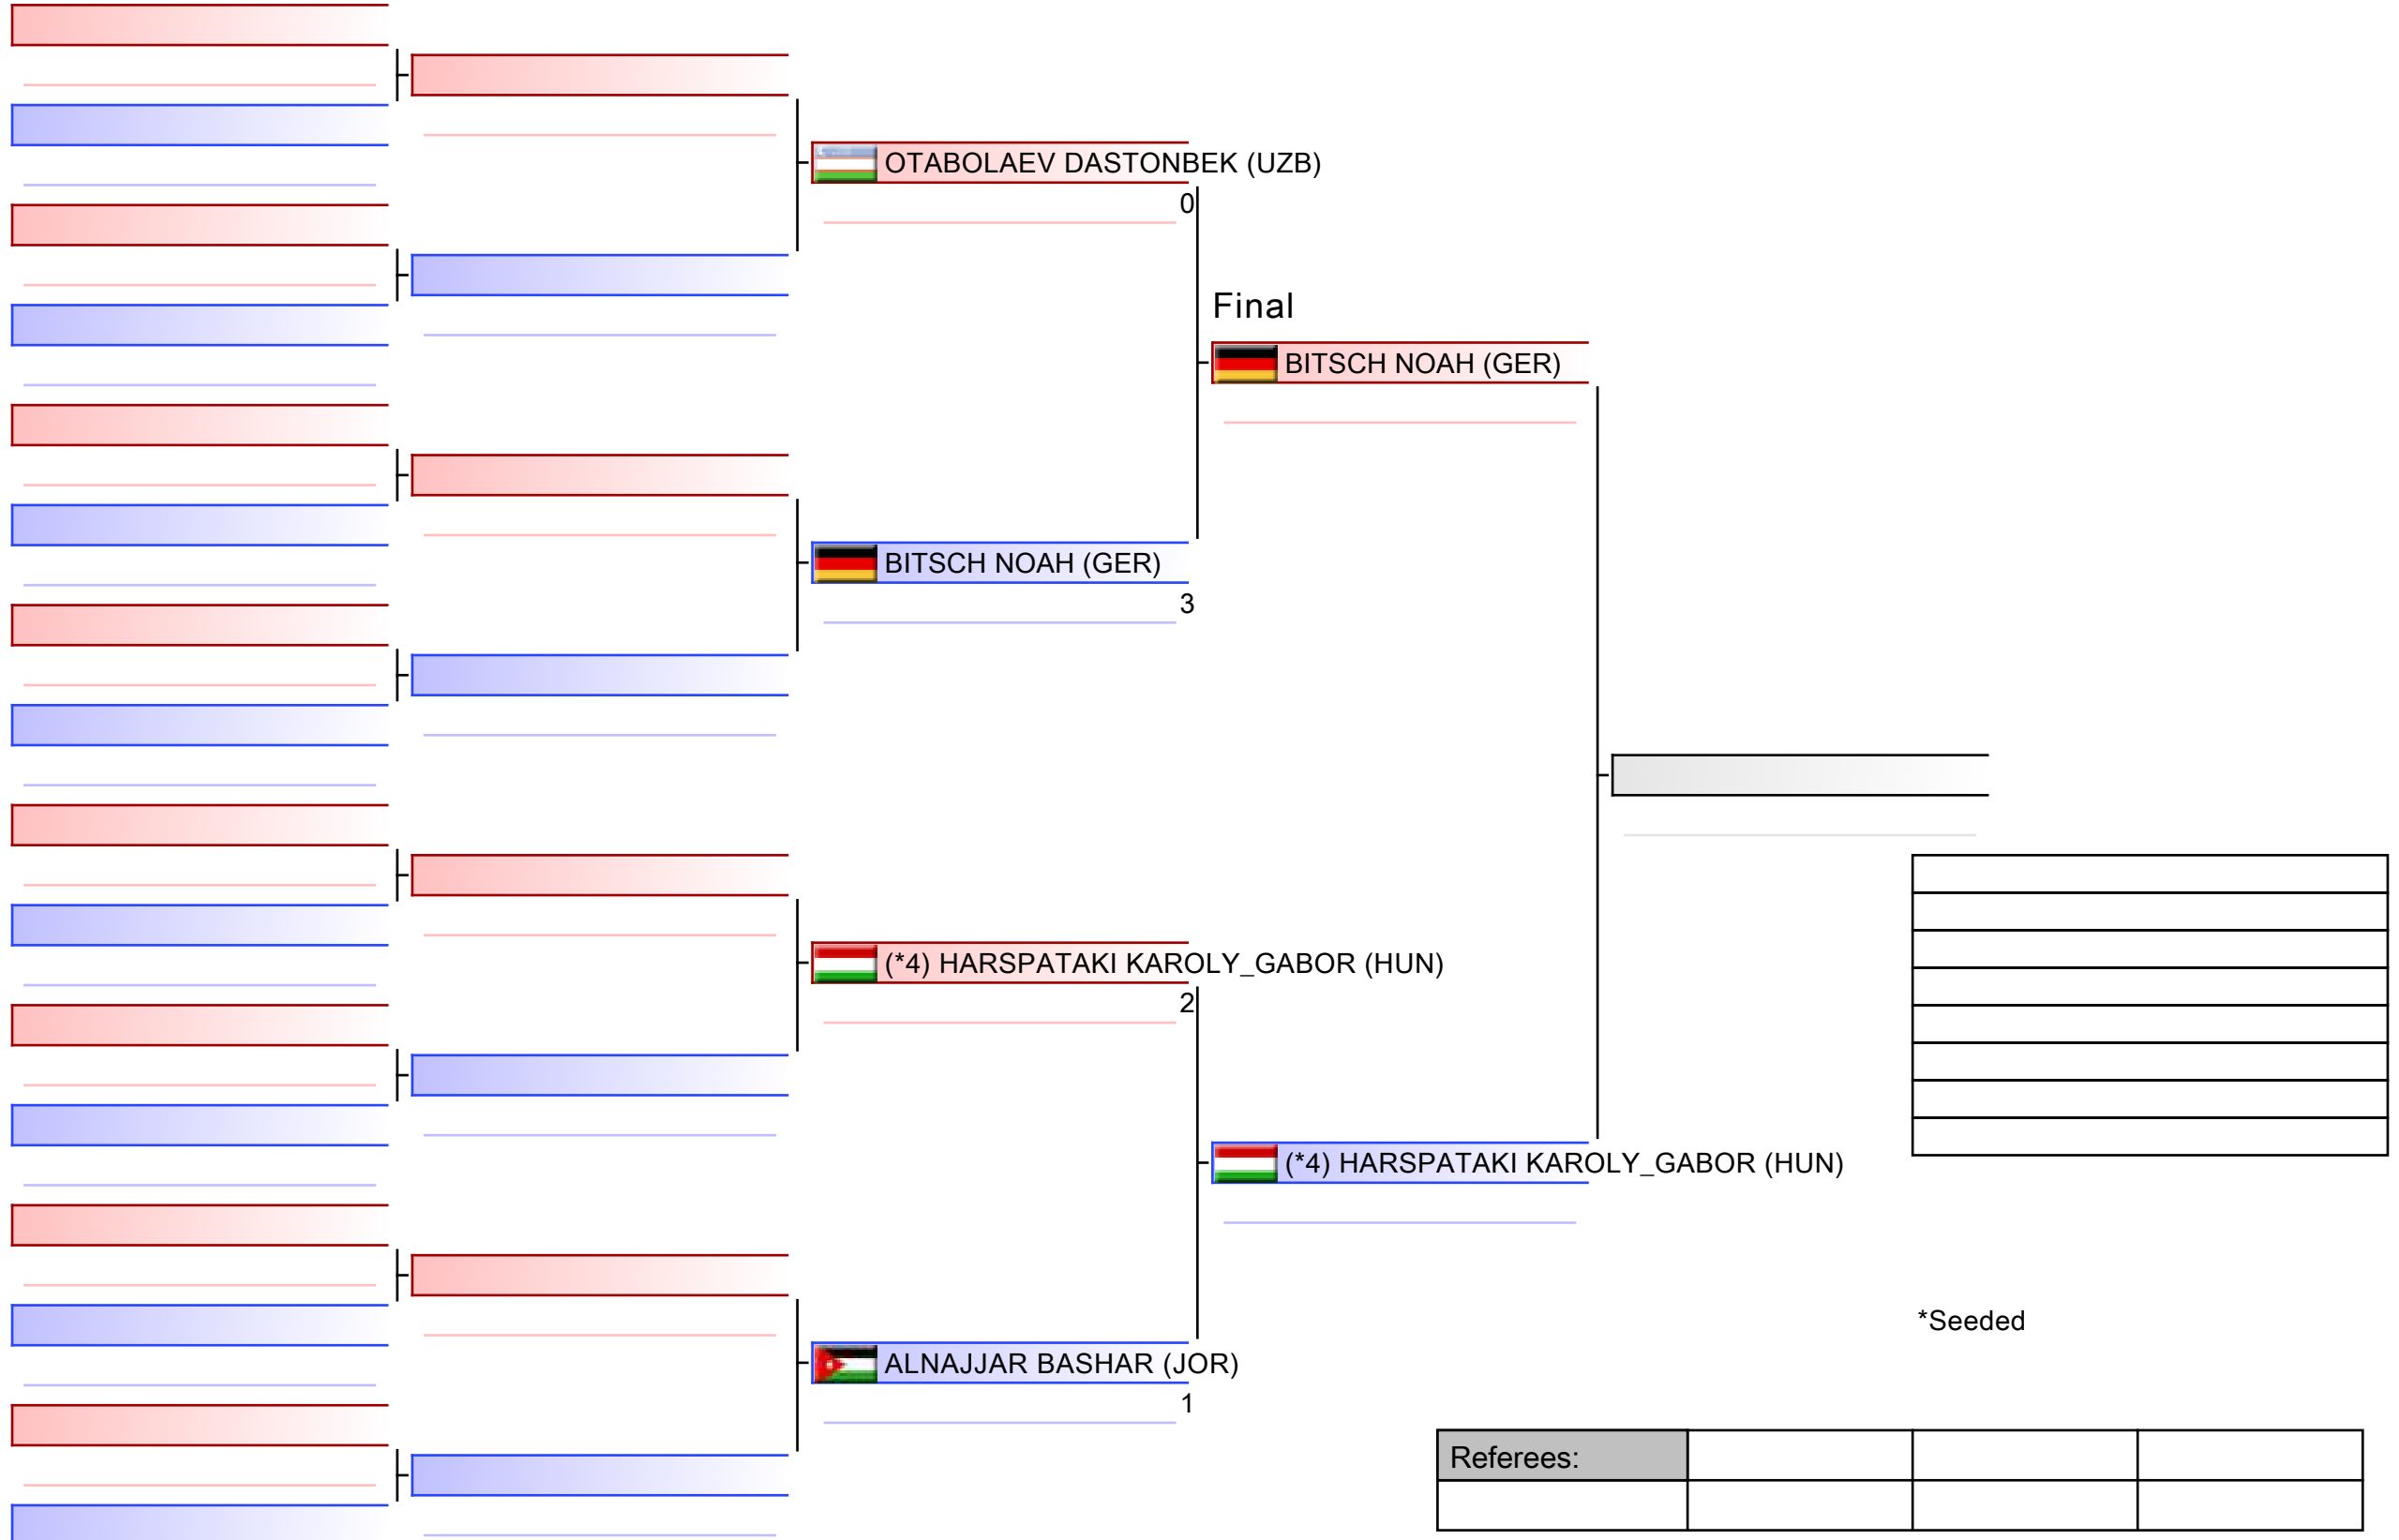 OTABOLAEV DASTONBEK (UZB)
0
Final
BITSCH NOAH (GER)
BITSCH NOAH (GER)
3
(*4) HARSPATAKI KAROLY_GABOR (HUN)
2
(*4) HARSPATAKI KAROLY_GABOR (HUN)
*Seeded
ALNAJJAR BASHAR (JOR)
1
Referees: